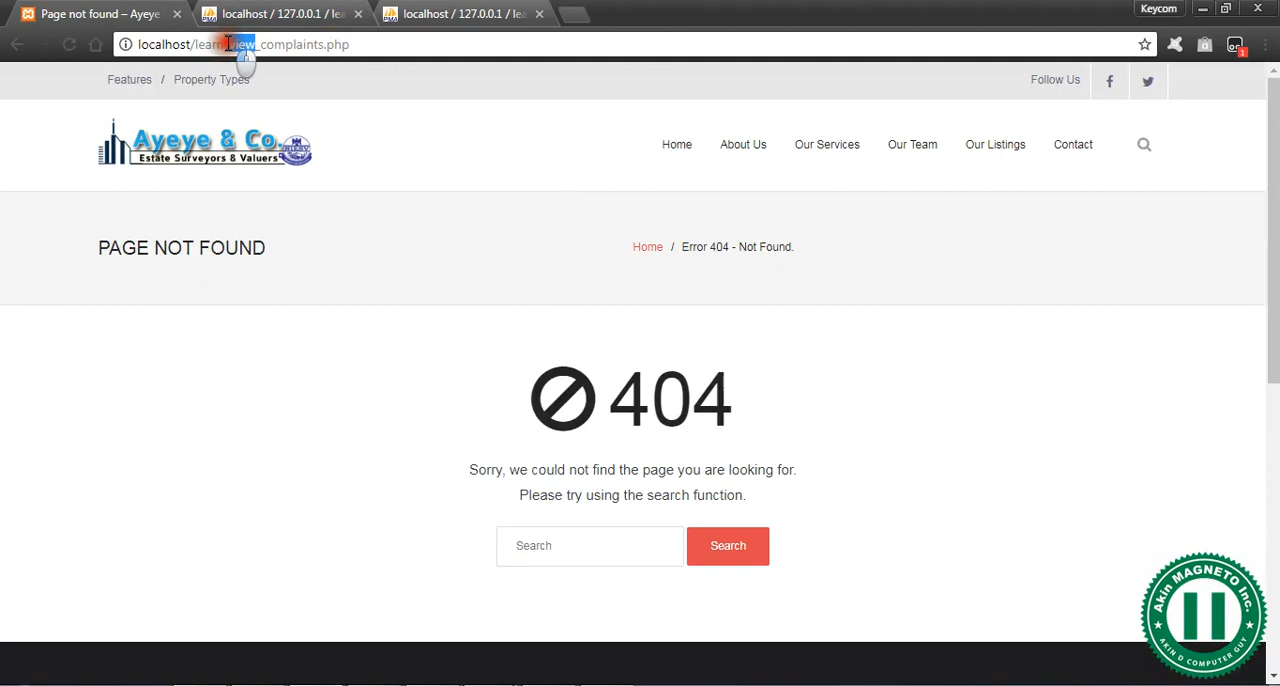 Page not found – Ayeye
localhost / 127.0.0.1 / lea
localhost / 127.0.0.1 / lea
Keycom
localhost/learn/view_complaints.php
1
Features / Property Types
Follow Us
Ayeye & Co.
Estate Surveyors & Valuers
Home
About Us
Our Services
Our Team
Our Listings
Contact
PAGE NOT FOUND
Home / Error 404 - Not Found.
404
Sorry, we could not find the page you are looking for.
Please try using the search function.
Search
Search
Akin MAGNETO Inc.
AKIN D COMPUTER GUY